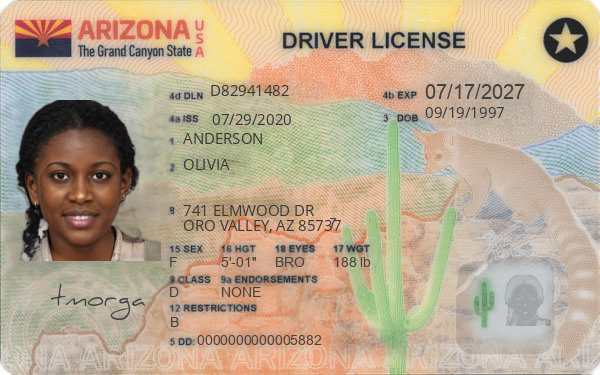 ARIZONA USA
The Grand Canyon State
DRIVER LICENSE
4d DLN D82941482
4b EXP 07/17/2027
4a ISS 07/29/2020
3 DOB 09/19/1997
1 ANDERSON
2 OLIVIA
8 741 ELMWOOD DR
ORO VALLEY, AZ 85737
15 SEX 16 HGT 18 EYES 17 WGT
F 5'-01" BRO 188 lb
9 CLASS 9a ENDORSEMENTS
D NONE
12 RESTRICTIONS
B
5 DD: 0000000000005882
tmorga
ARIZONA ARIZONA ARIZONA ARIZONA